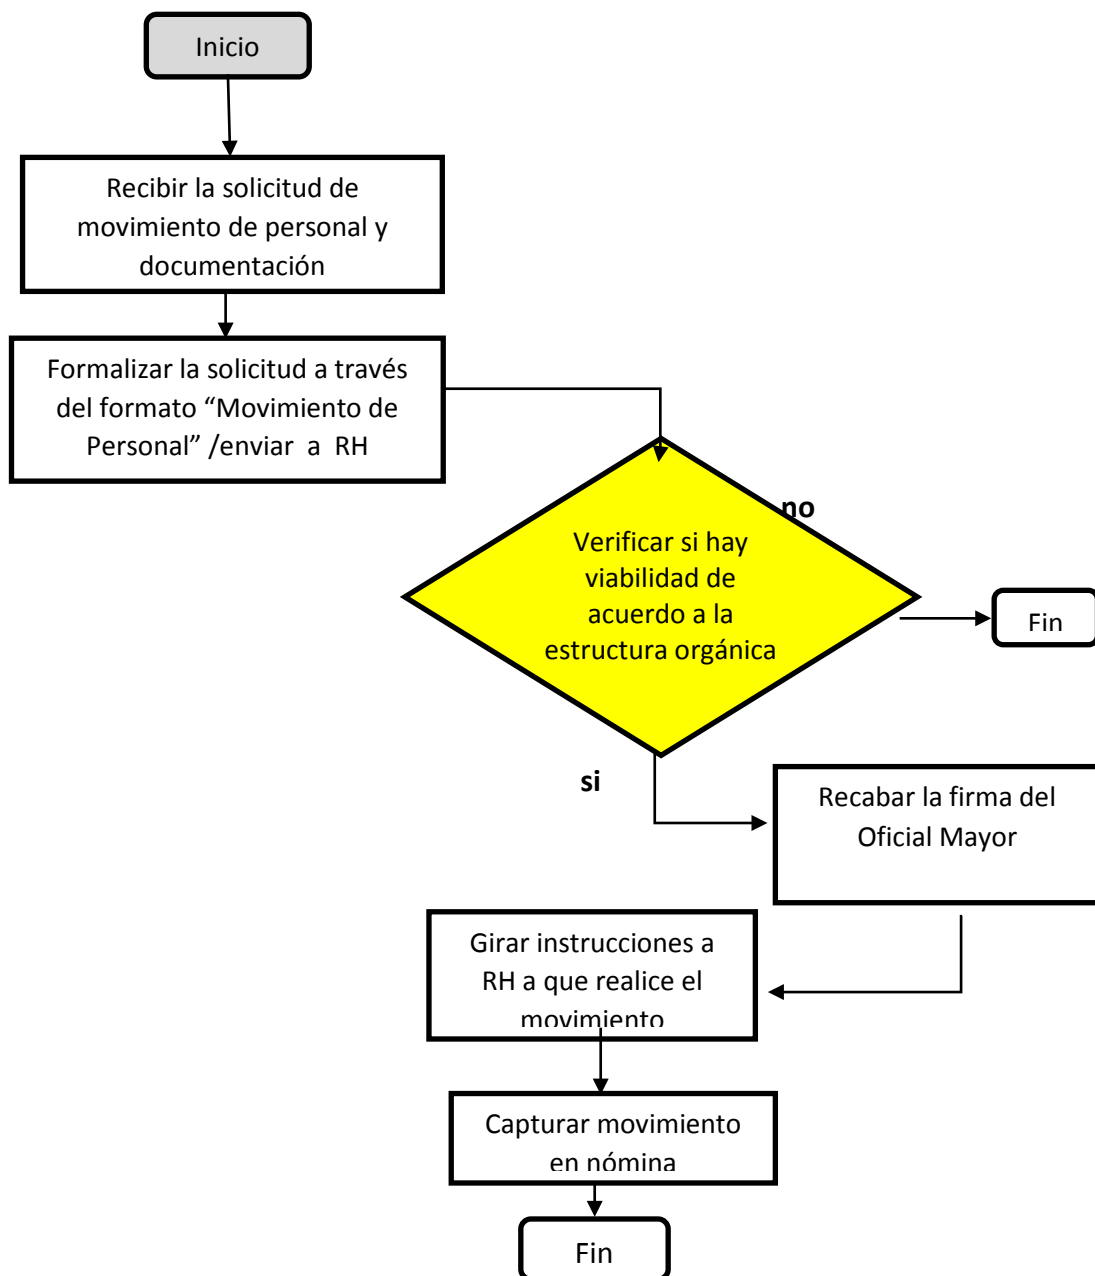 Inicio
Recibir la solicitud de
movimiento de personal y
documentación
Formalizar la solicitud a través
del formato “Movimiento de
Personal” /enviar a RH
no
Verificar si hay
viabilidad de
acuerdo a la
estructura orgánica
Fin
si
Recabar la firma del
Oficial Mayor
Girar instrucciones a
RH a que realice el
movimiento
Capturar movimiento
en nómina
Fin